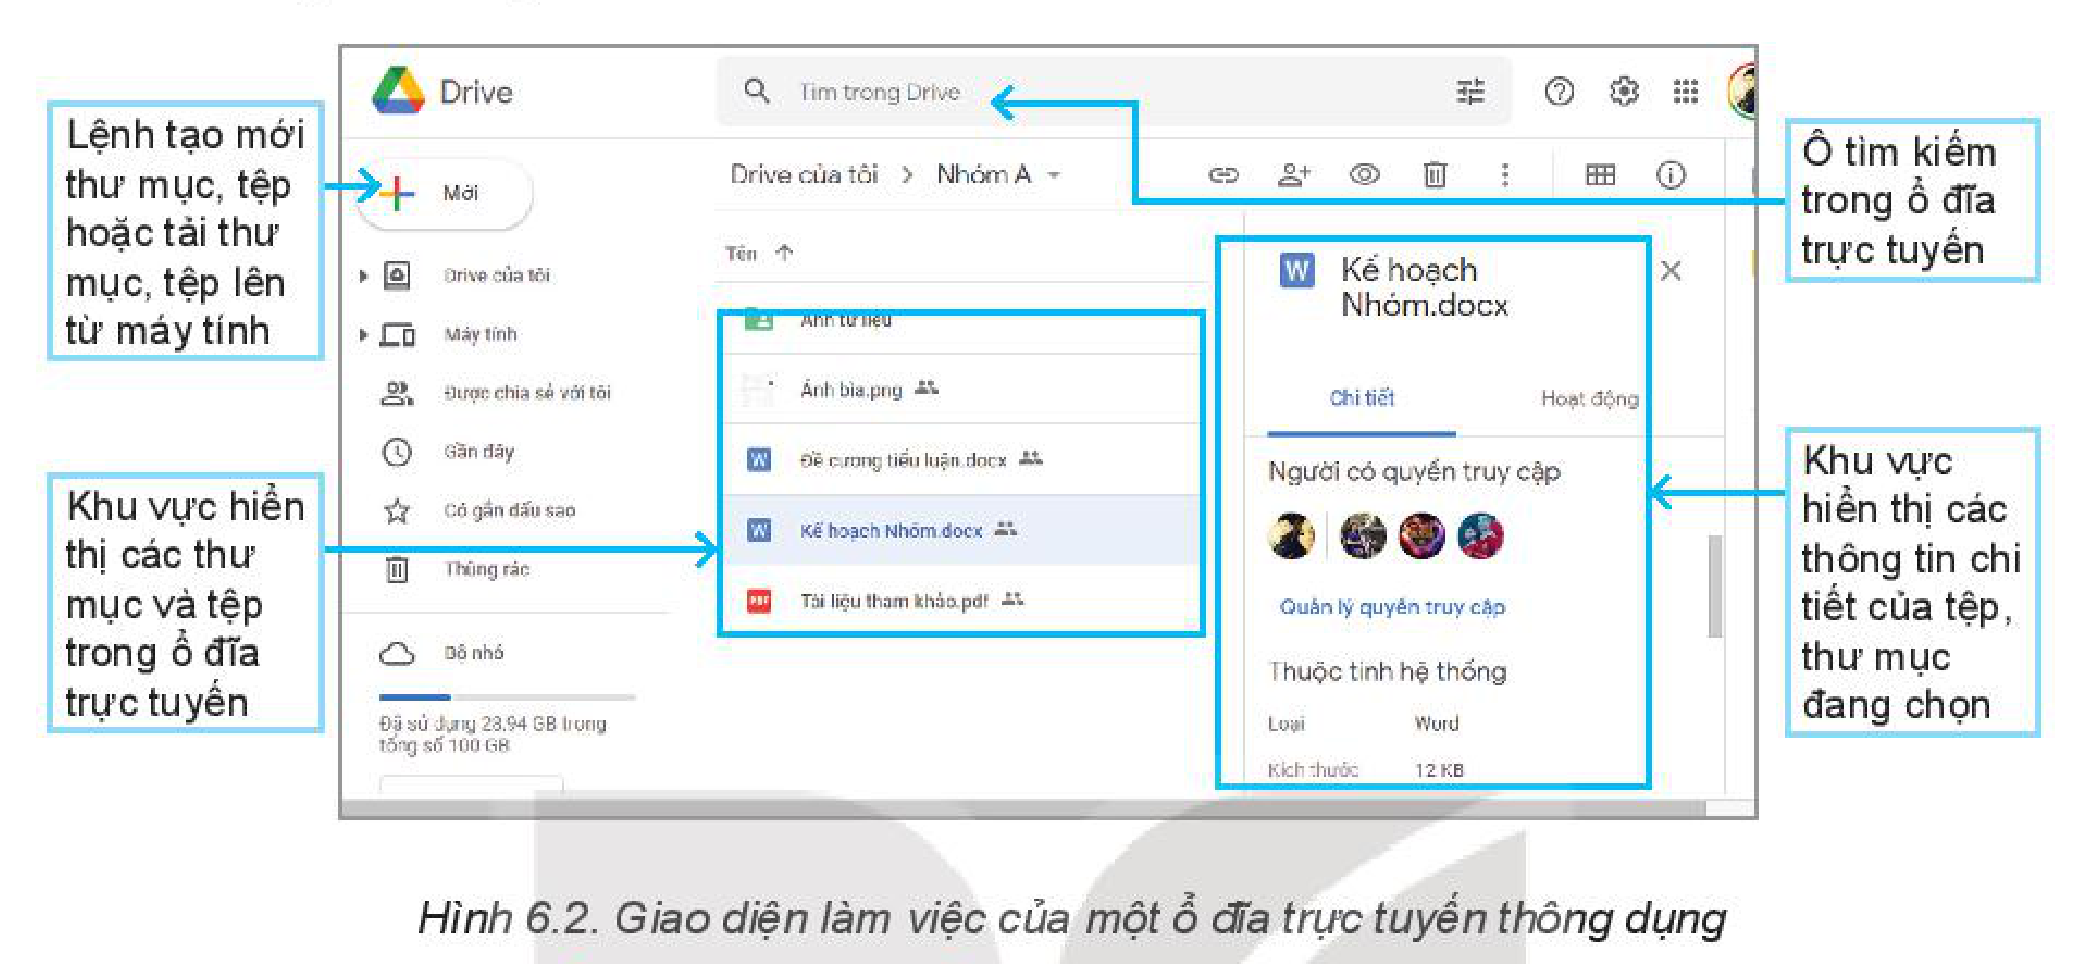 Drive
Tìm trong Drive
Lệnh tạo mới
thư mục, tệp
hoặc tải thư
mục, tệp lên
từ máy tính
Mới
Drive của tôi > Nhóm A
Ô tìm kiếm
trong ổ đĩa
trực tuyến
Tên
Drive của tôi
Máy tính
Được chia sẻ với tôi
Gần đây
Có gắn dấu sao
Thùng rác
Bộ nhớ
Đã sử dụng 28,94 GB trong
tổng số 100 GB
Khu vực hiển
thị các thư
mục và tệp
trong ổ đĩa
trực tuyến
Ảnh tư liệu
Ảnh bìa.png
W Đề cương tiểu luận.docx
W Kế hoạch Nhóm.docx
PDF Tài liệu tham khảo.pdf
W Kế hoạch
Nhóm.docx
Chi tiết Hoạt động
Người có quyền truy cập
Quản lý quyền truy cập
Thuộc tính hệ thống
Loại Word
Kích thước 12 KB
Khu vực
hiển thị các
thông tin chi
tiết của tệp,
thư mục
đang chọn
Hình 6.2. Giao diện làm việc của một ổ đĩa trực tuyến thông dụng